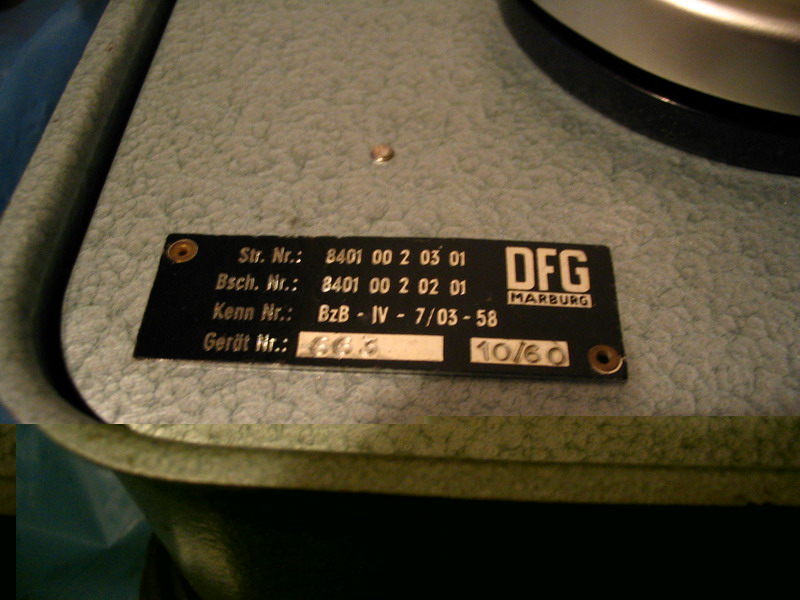 Str. Nr.: 8401 00 2 03 01
DFG
MARBURG
Bsch. Nr.: 8401 00 2 02 01
Kenn Nr.: BzB - IV - 7/03 - 58
Gerät Nr.: 10/60